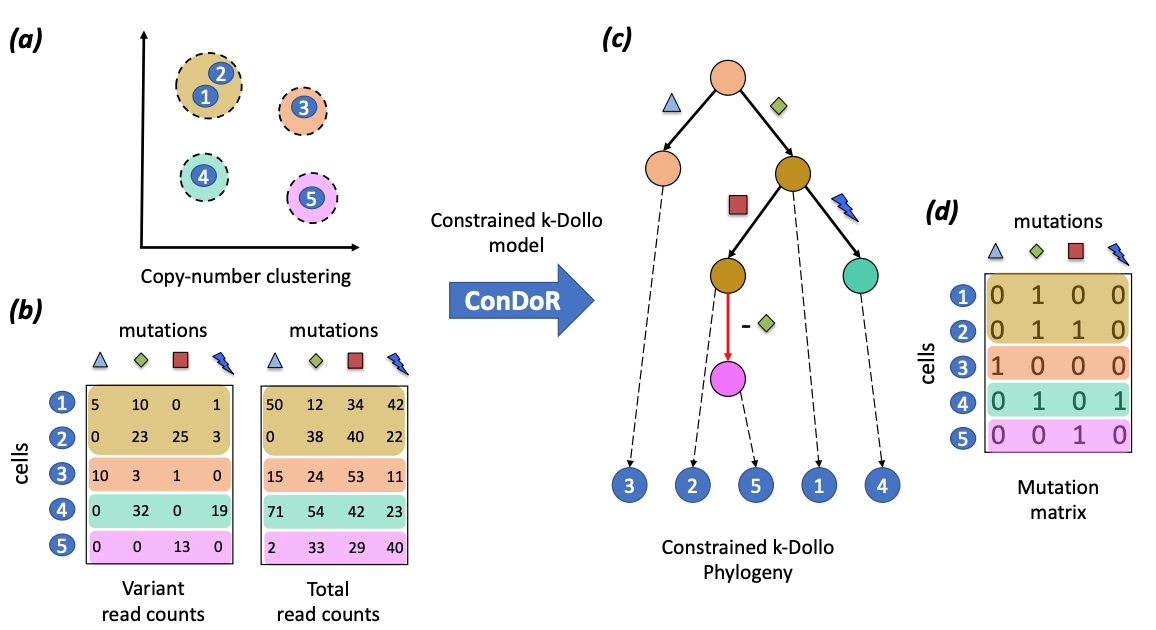 (a)
2
1
3
4
5
Copy-number clustering
(b)
mutations
mutations
cells
1 5 10 0 1 50 12 34 42
2 0 23 25 3 0 38 40 22
3 10 3 1 0 15 24 53 11
4 0 32 0 19 71 54 42 23
5 0 0 13 0 2 33 29 40
Variant
read counts
Total
read counts
Constrained k-Dollo
model
ConDoR
(c)
-
3 2 5 1 4
Constrained k-Dollo
Phylogeny
(d)
mutations
cells
1 0 1 0 0
2 0 1 1 0
3 1 0 0 0
4 0 1 0 1
5 0 0 1 0
Mutation
matrix